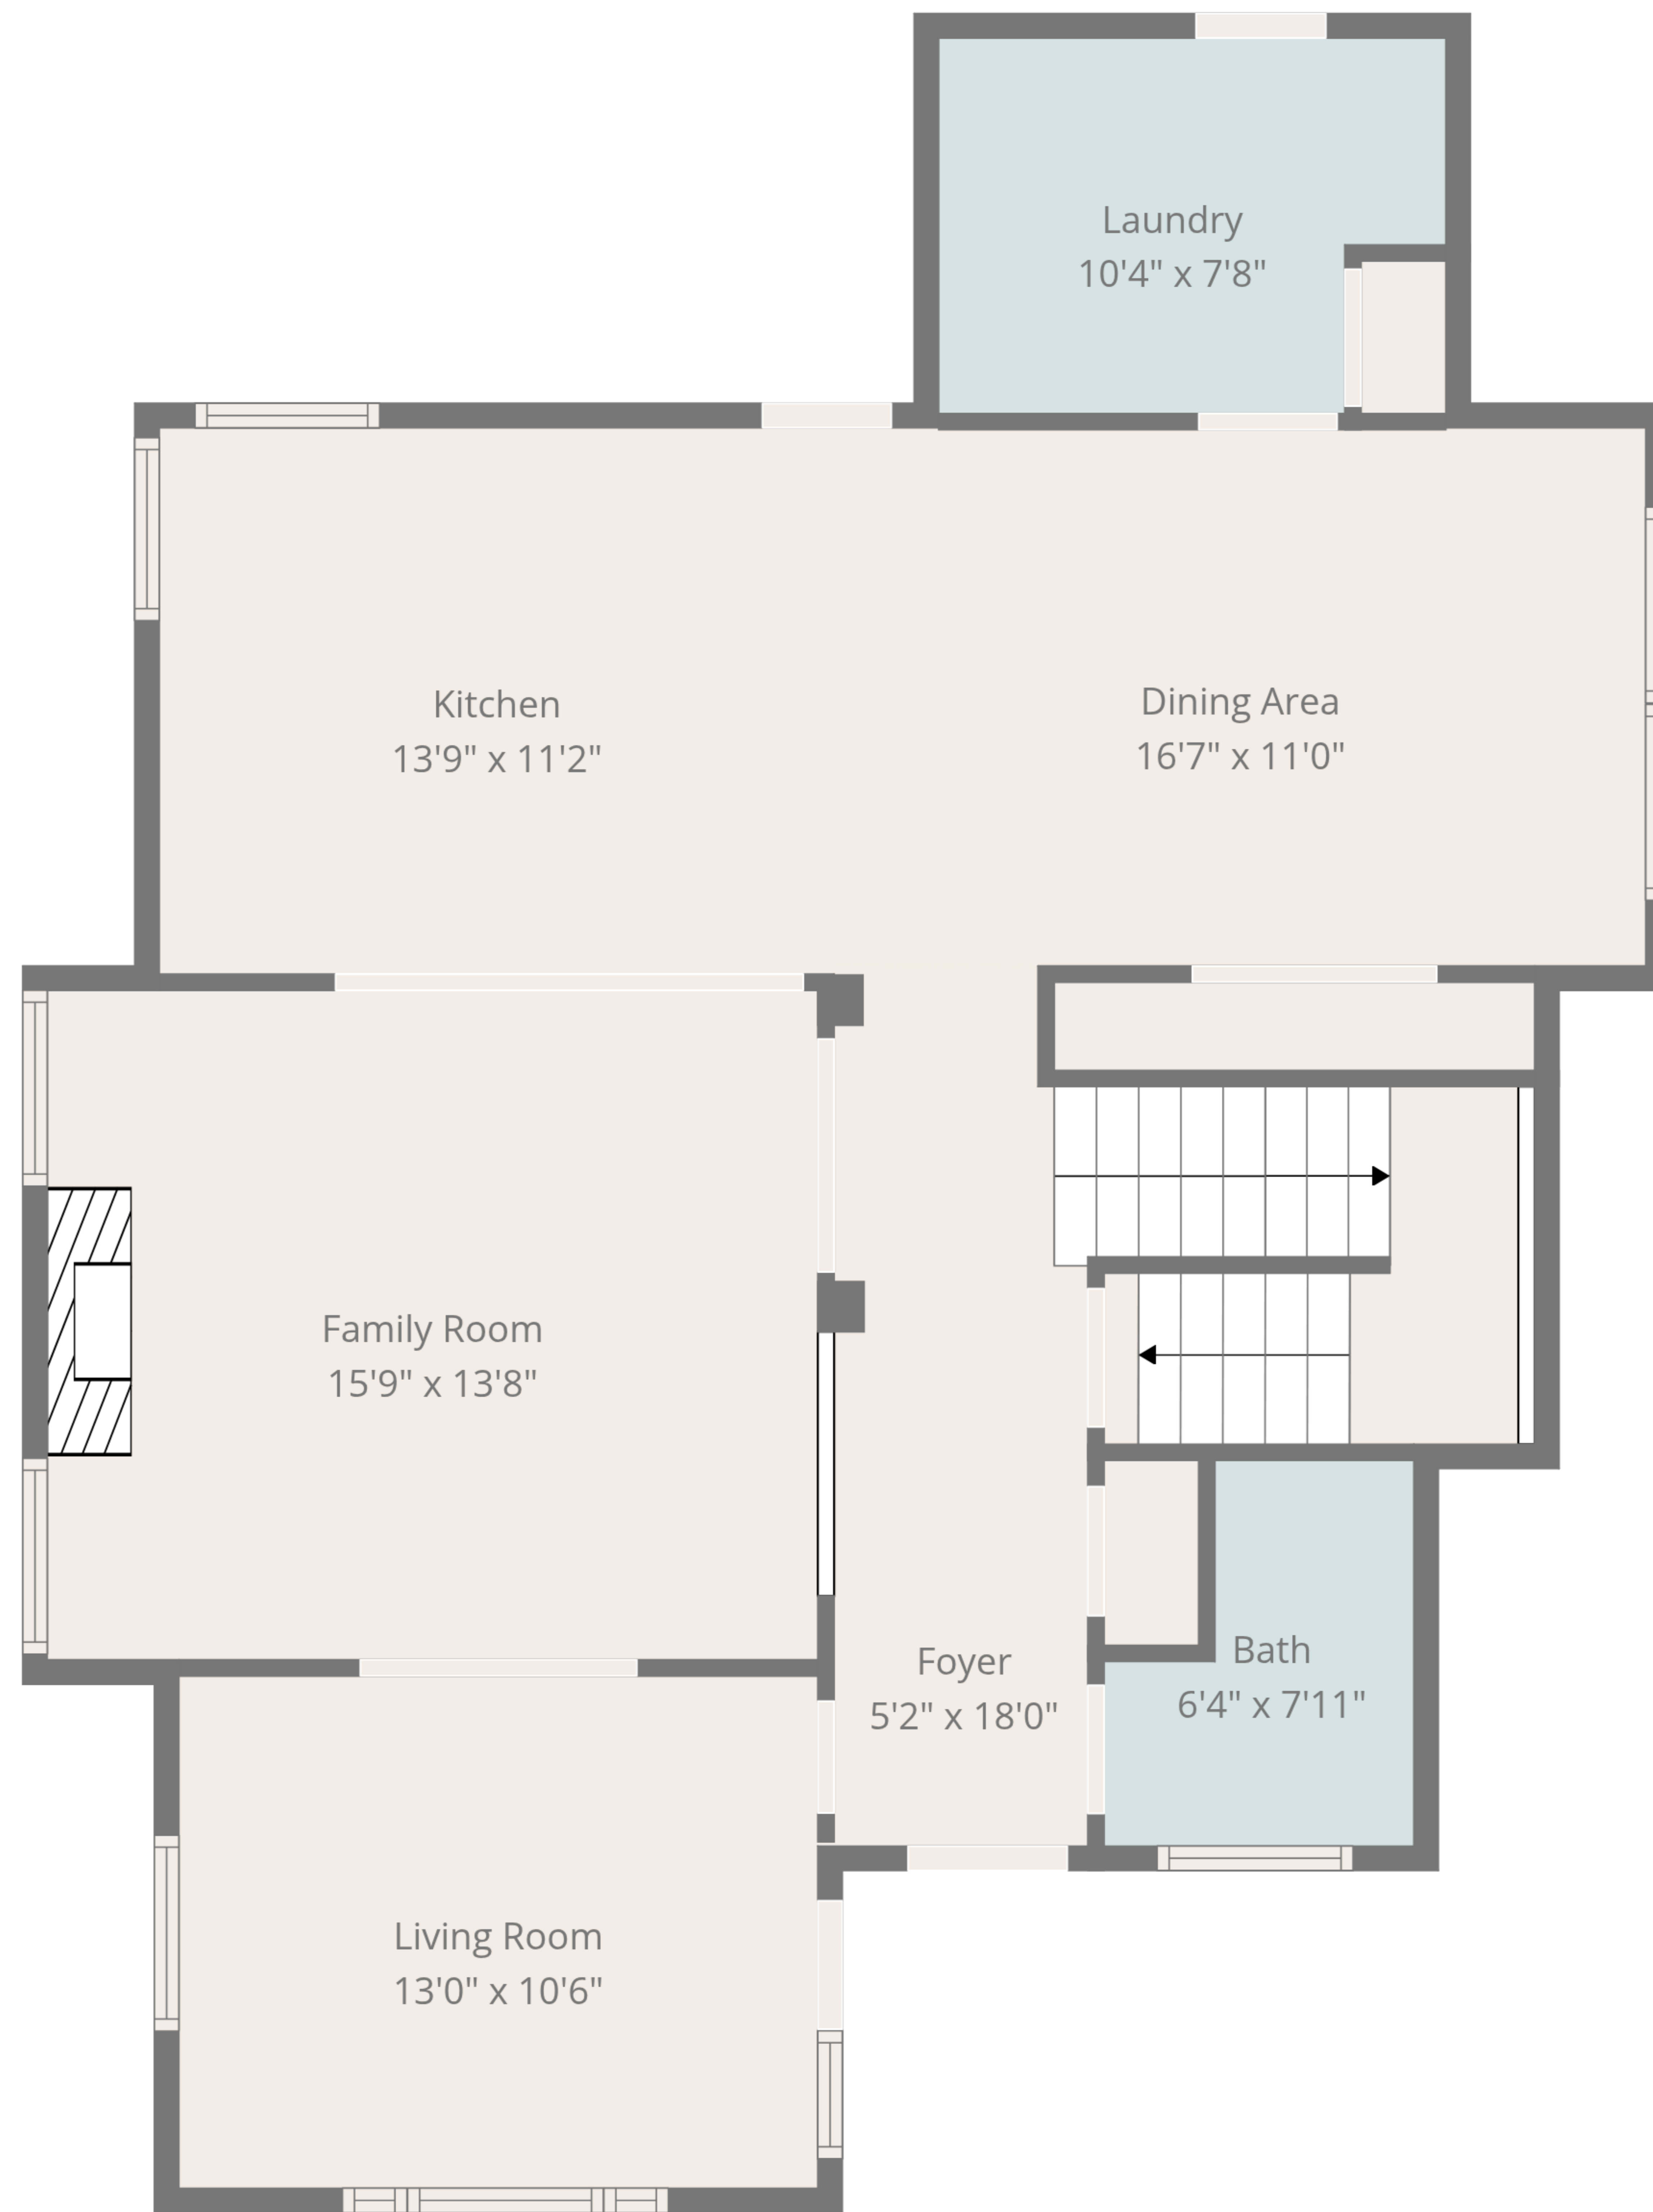 Laundry
10'4" x 7'8"
Kitchen
13'9" x 11'2"
Dining Area
16'7" x 11'0"
Family Room
15'9" x 13'8"
Foyer
5'2" x 18'0"
Bath
6'4" x 7'11"
Living Room
13'0" x 10'6"